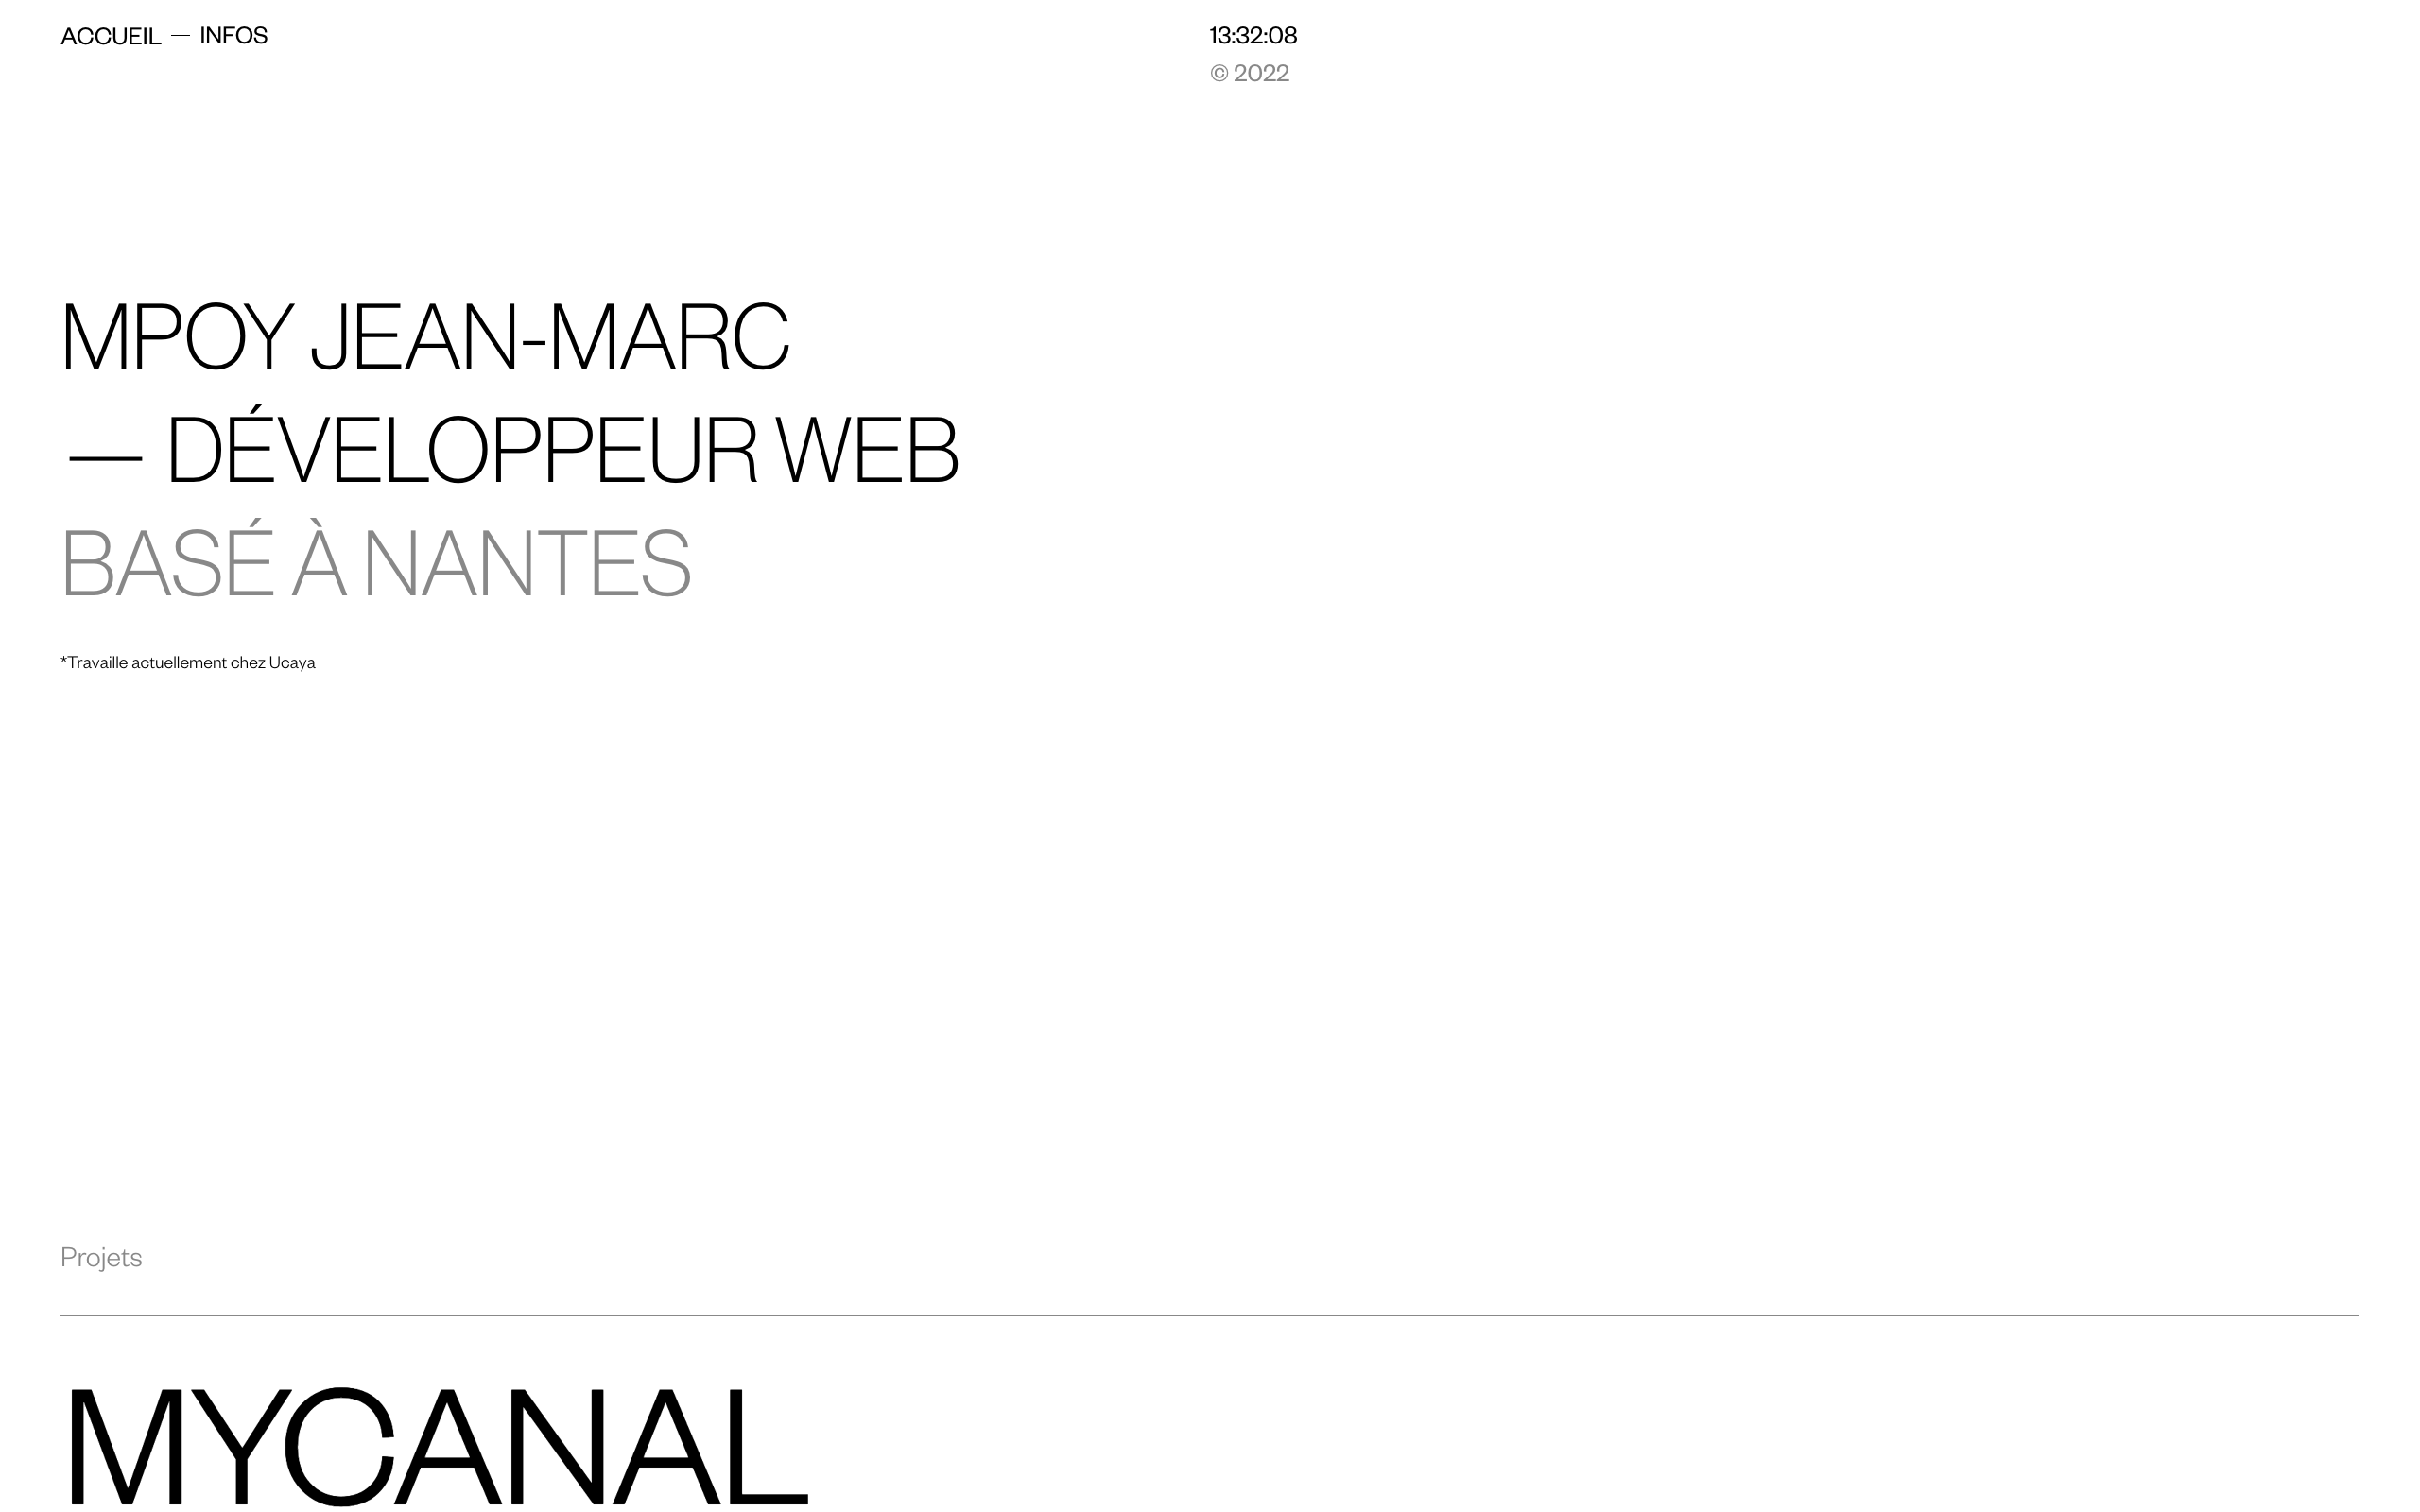 ACCUEIL — INFOS
13:32:08
© 2022
MPOY JEAN-MARC
— DÉVELOPPEUR WEB
BASÉ À NANTES
*Travaille actuellement chez Ucaya
Projets
MYCANAL